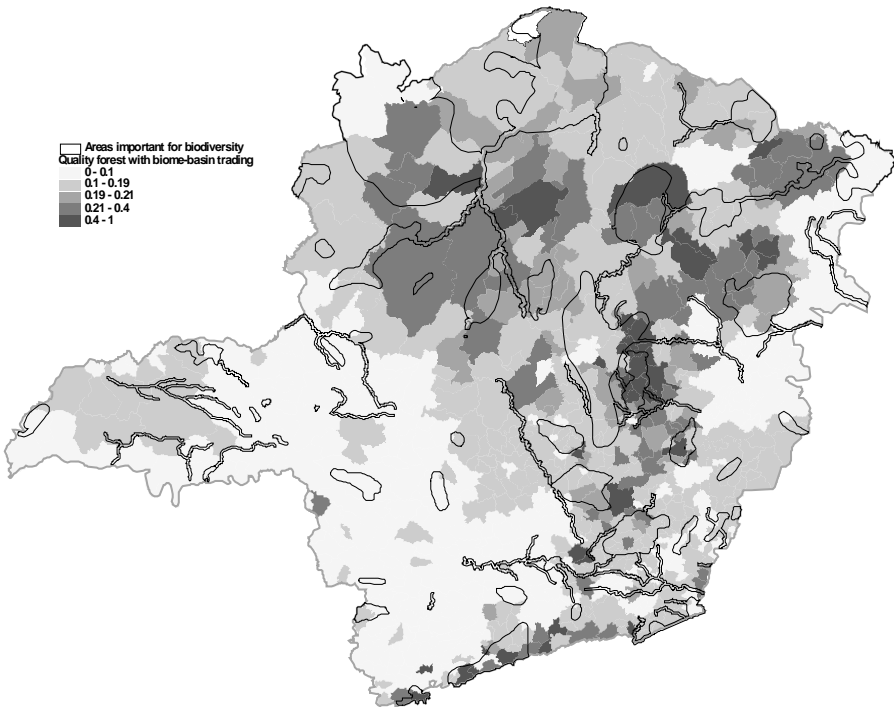 Areas important for biodiversity
Quality forest with biome-basin trading
0 - 0.1
0.1 - 0.19
0.19 - 0.21
0.21 - 0.4
0.4 - 1